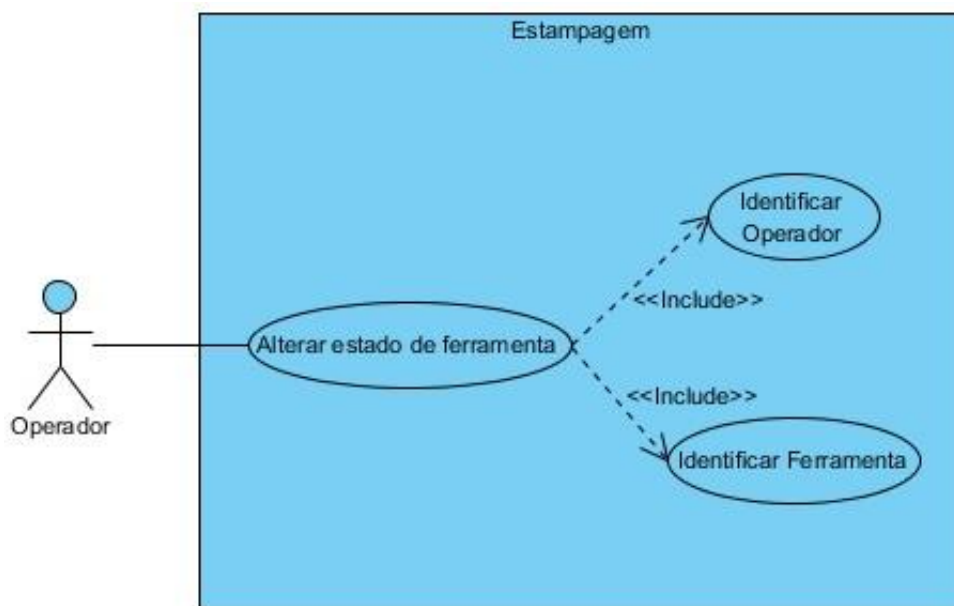 Estampagem
Identificar
Operador
<<Include>>
Alterar estado de ferramenta
<<Include>>
Operador
Identificar Ferramenta